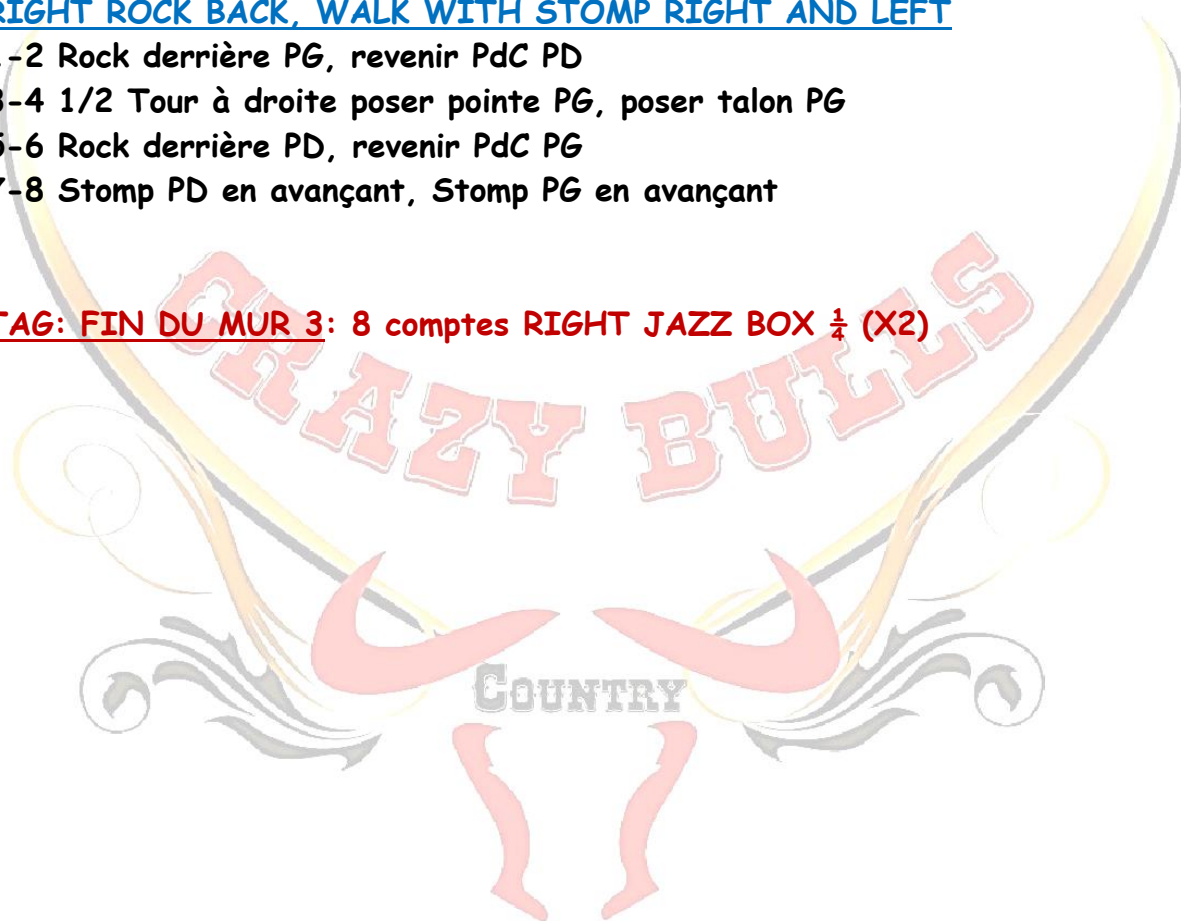 RIGHT ROCK BACK, WALK WITH STOMP RIGHT AND LEFT
1-2 Rock derrière PG, revenir PdC PD
3-4 1/2 Tour à droite poser pointe PG, poser talon PG
5-6 Rock derrière PD, revenir PdC PG
7-8 Stomp PD en avançant, Stomp PG en avançant
TAG: FIN DU MUR 3: 8 comptes RIGHT JAZZ BOX ¼ (X2)
CRAZY BULLS
COUNTRY